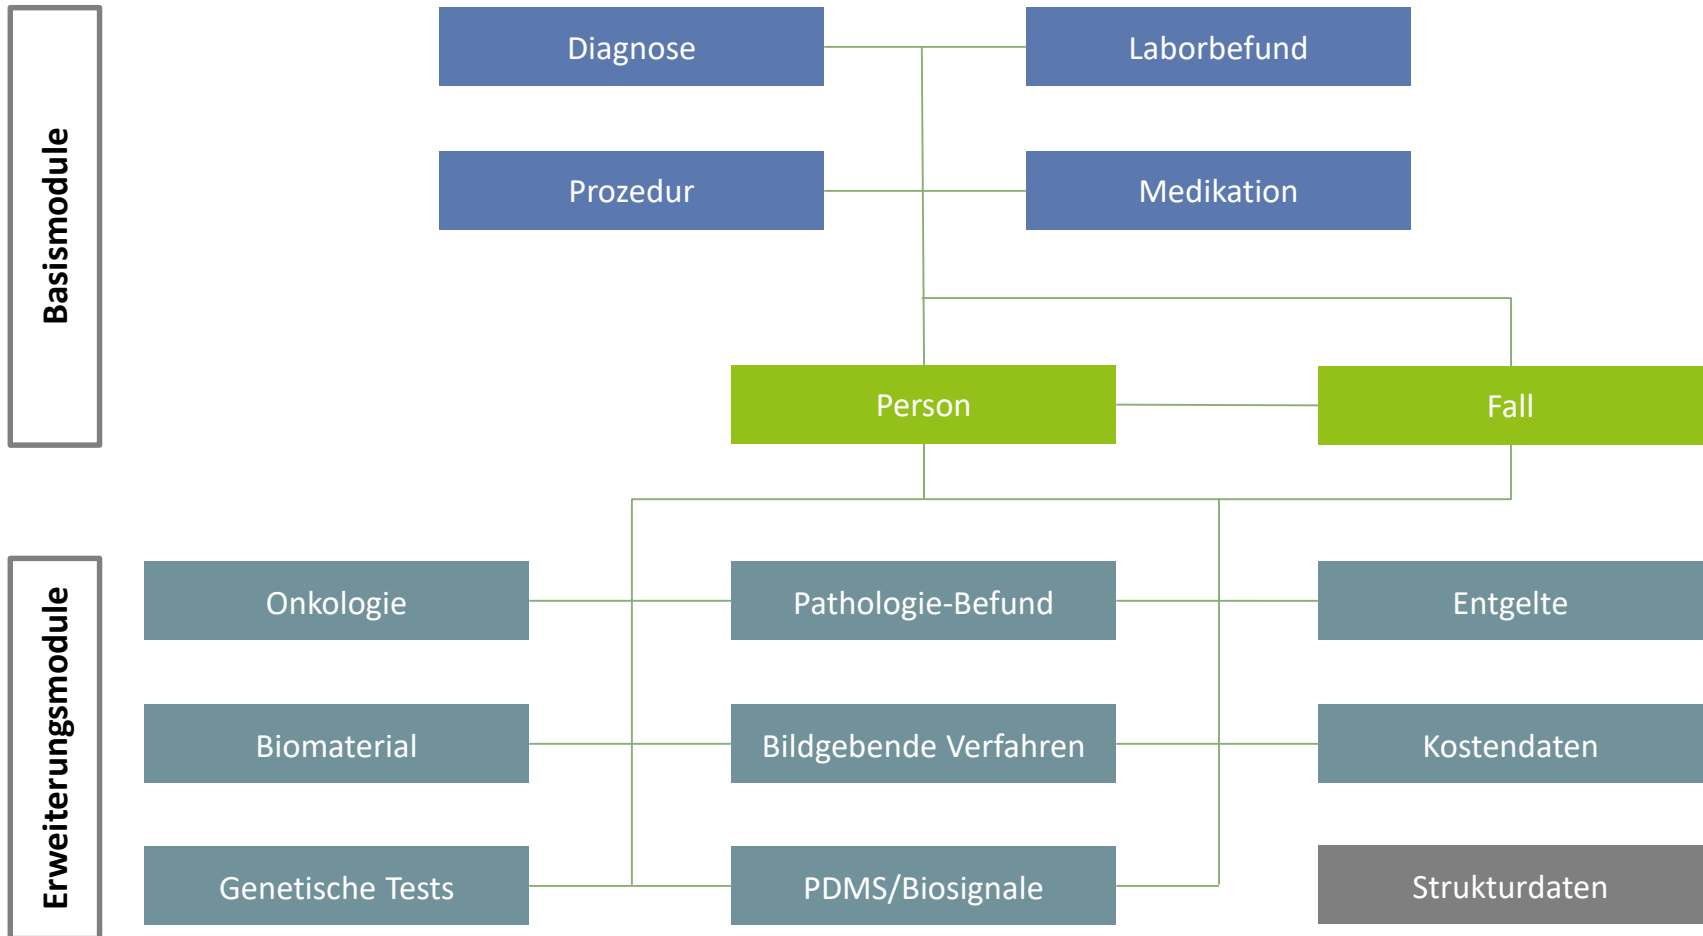 Basismodule
Diagnose
Laborbefund
Prozedur
Medikation
Person
Fall
Erweiterungsmodule
Onkologie
Pathologie-Befund
Entgelte
Biomaterial
Bildgebende Verfahren
Kostendaten
Genetische Tests
PDMS/Biosignale
Strukturdaten